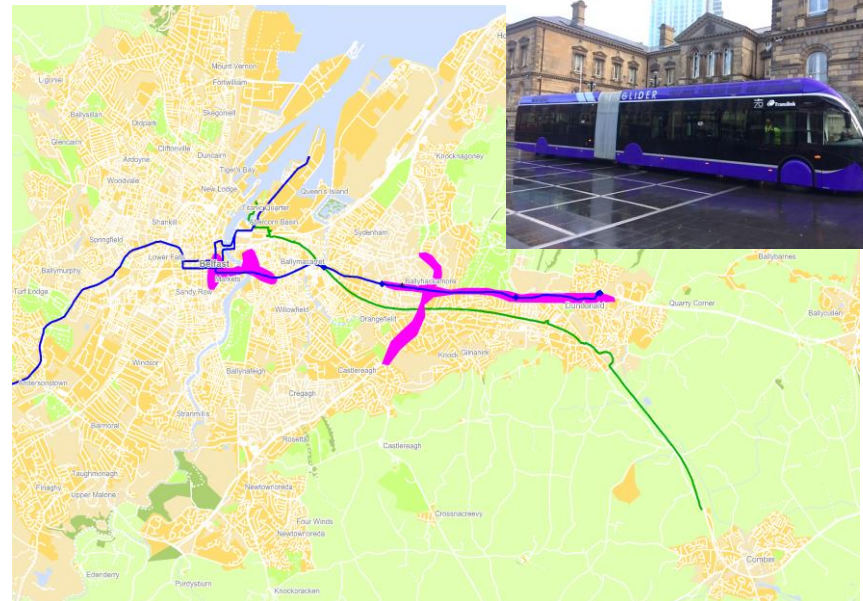 Mount Vernon
Fortwilliam
Ligoniel
Skegoneill
Ballysillan
Oldpark
Glencairn
Cliftonville
Duncairn
Ardoyne
Tiger's Bay
Knocknagoney
Woodvale
New Lodge
Queen's Island
Titanic Quarter
Shankill
Abercorn Basin
Springfield
Sydenham
Lower Falls
Belfast
Ballymacarret
Ballybarnes
Ballymurphy
Markets
Ballyhackamore
Turf Lodge
Sandy Row
Dundonald
Quarry Corner
Willowfield
Ballycullen
Orangefield
Windsor
Knock
Gilnahirk
Ballynafeigh
Castlereagh
Andersonstown
Cregagh
Stranmillis
Balmoral
Rosetta
Castlereagh
Taughmonagh
Finaghy
Upper Malone
Newtownbreda
Four Winds
Crossnacreevy
Newtownbreda
Comber
Edenderry
Purdysburn
Knockbracken
GLIDER
Translink